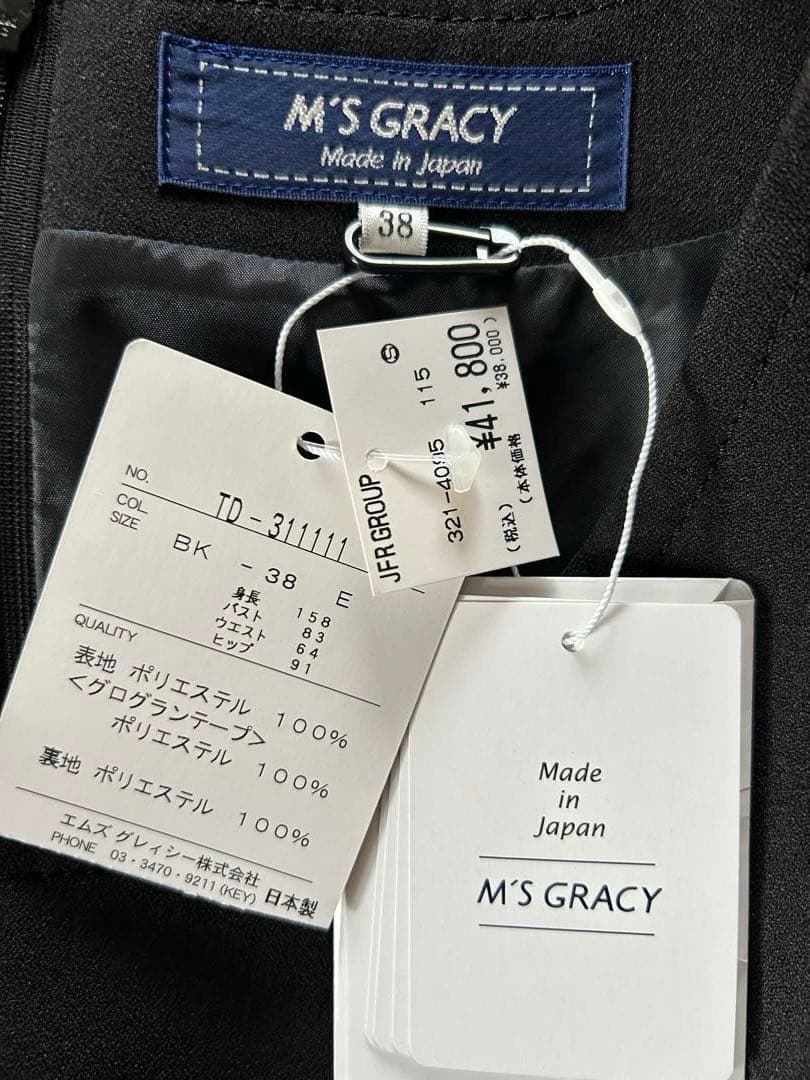 M'S GRACY
Made in Japan
38
Ⓢ
¥41,800
¥38,000)
115
321-4095
(税込)
(本体価格
JFR GROUP
NO.
TD-311111
COL.
SIZE
BK - 38 E
身長 158
バスト 83
ウエスト 64
ヒップ 91
QUALITY
表地 ポリエステル 100%
<グログランテープ>
ポリエステル 100%
裏地 ポリエステル 100%
エムズ グレィシー株式会社
PHONE 03・3470・9211(KEY) 日本製
Made
in
Japan
M'S GRACY